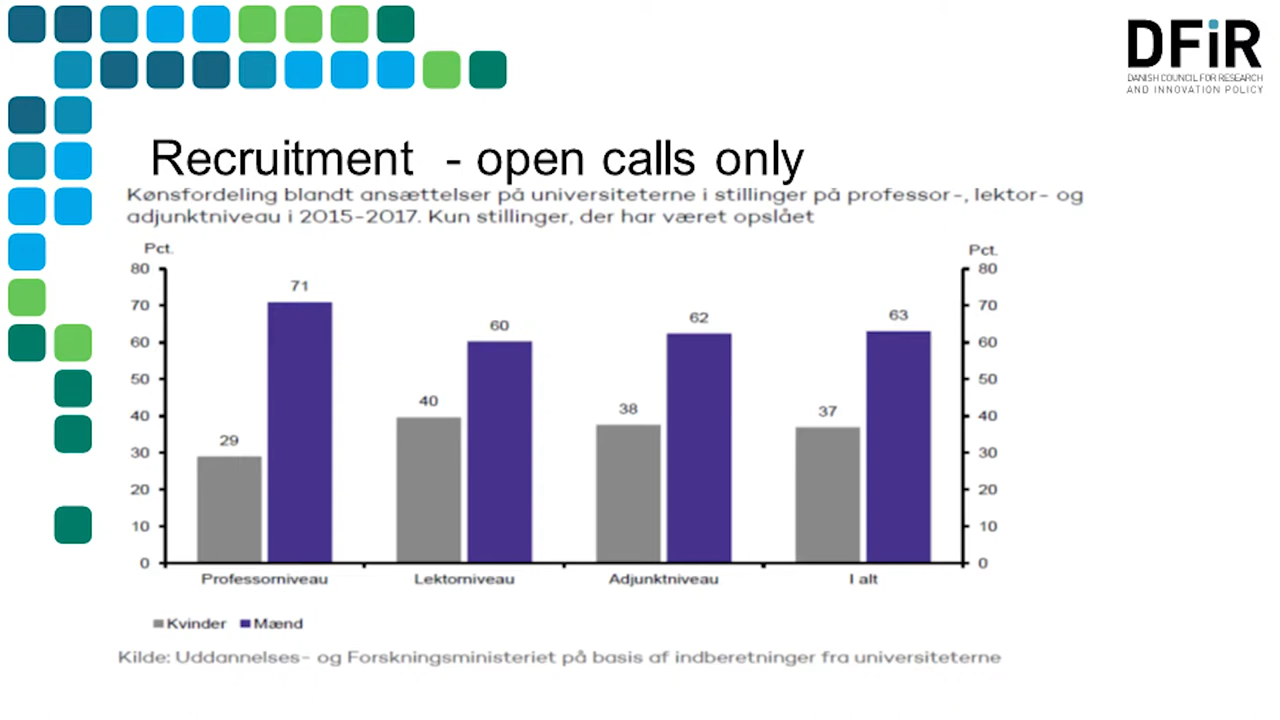 DFiR
DANISH COUNCIL FOR RESEARCH
AND INNOVATION POLICY
Recruitment - open calls only
Kønsfordeling blandt ansættelser på universiteterne i stillinger på professor-, lektor- og
adjunktniveau i 2015-2017. Kun stillinger, der har været opslået
Pct. Pct.
80 80
71
70 70
63
62
60
60 60
50 50
40
40 40
38
37
29
30 30
20 20
10 10
0 0
Professorniveau Lektorniveau Adjunktniveau I alt
Kvinder Mænd
Kilde: Uddannelses- og Forskningsministeriet på basis af indberetninger fra universiteterne